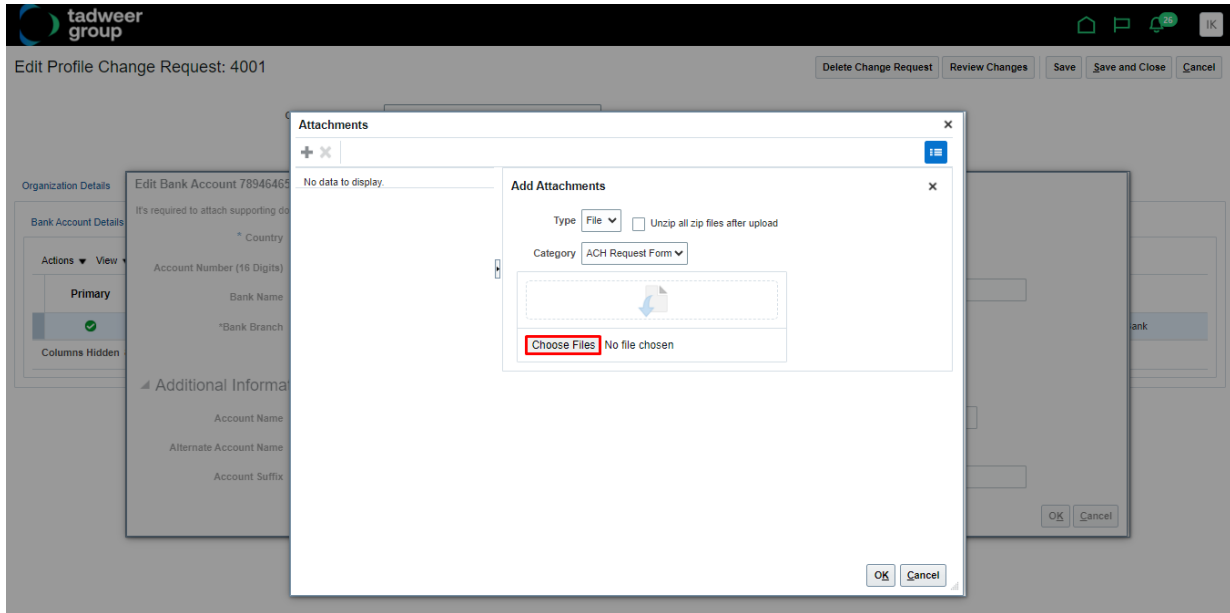 tadweer
group
26
IK
Edit Profile Change Request: 4001
Delete Change Request Review Changes Save Save and Close Cancel
Attachments
No data to display.
Organization Details
Edit Bank Account 78946465
Add Attachments
It's required to attach supporting do
Bank Account Details
Type File Unzip all zip files after upload
* Country
Category ACH Request Form
Actions View
Account Number (16 Digits)
Primary
Bank Name
*Bank Branch
ank
Choose Files No file chosen
Columns Hidden
Additional Informat
Account Name
Alternate Account Name
Account Suffix
OK Cancel
OK Cancel